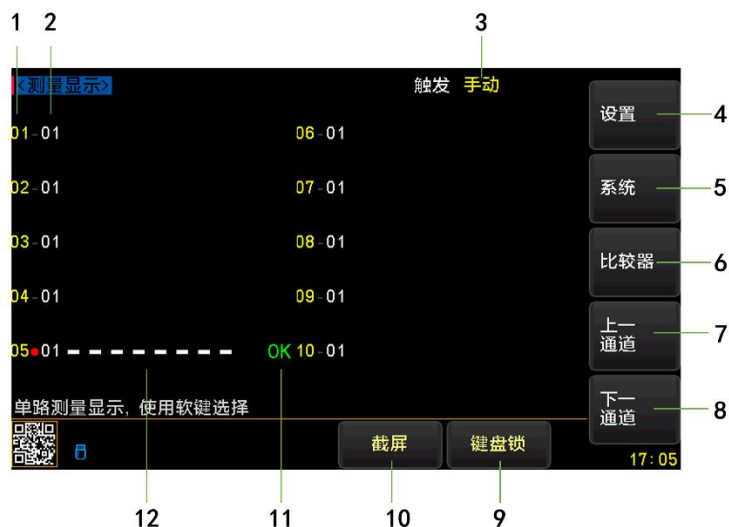 1 2 3
<测量显示> 触发 手动
设置 4
01-01 06-01
02-01 07-01
系统 5
03-01 08-01
比较器 6
04-01 09-01
上一
通道 7
05●01 - - - - - - - - OK 10-01
单路测量显示, 使用软键选择
下一
通道 8
截屏 键盘锁
17:05
12 11 10 9